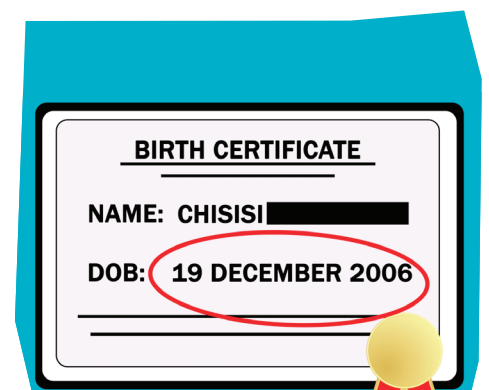 BIRTH CERTIFICATE
NAME: CHISISI
DOB: 19 DECEMBER 2006